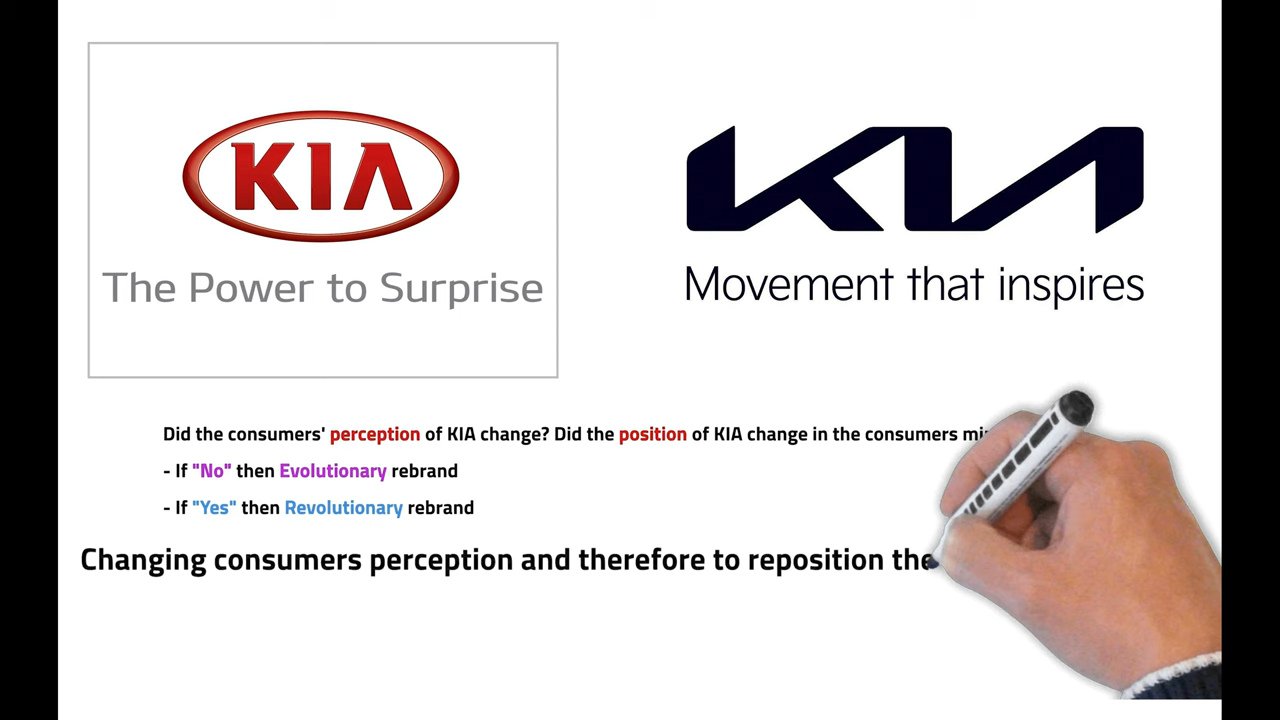 KIA
The Power to Surprise
KIA
Movement that inspires
Did the consumers' perception of KIA change? Did the position of KIA change in the consumers
- If "No" then Evolutionary rebrand
- If "Yes" then Revolutionary rebrand
Changing consumers perception and therefore to reposition the